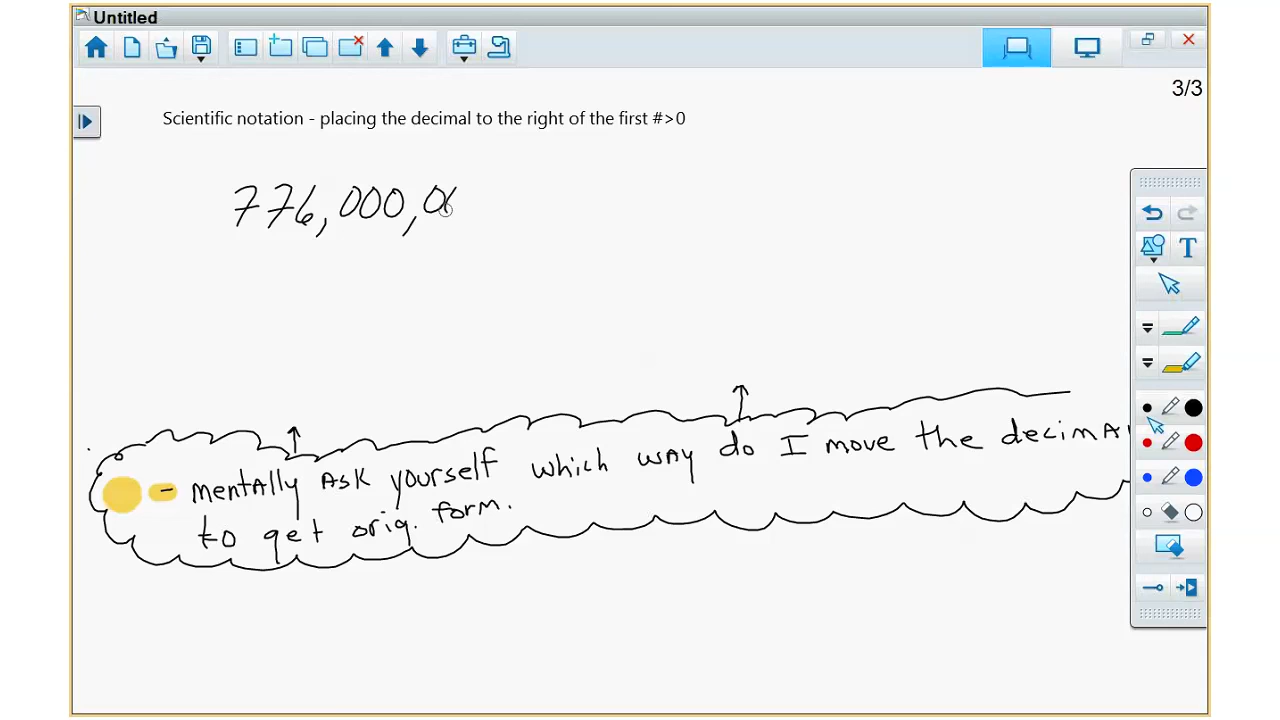 Untitled
3/3
Scientific notation - placing the decimal to the right of the first #>0
776,000,00
T
- mentAlly Ask yourself which wAy do I move the decimAl
to get orig. form.